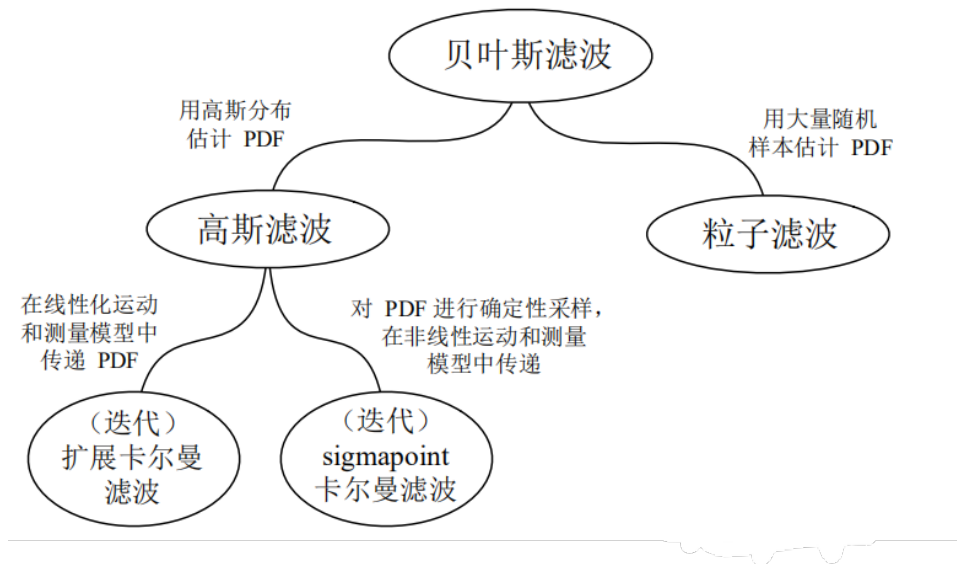 贝叶斯滤波
用高斯分布
估计 PDF
用大量随机
样本估计 PDF
高斯滤波
粒子滤波
在线性化运动
和测量模型中
传递 PDF
对 PDF 进行确定性采样，
在非线性运动和测量
模型中传递
（迭代）
扩展卡尔曼
滤波
（迭代）
sigmapoint
卡尔曼滤波